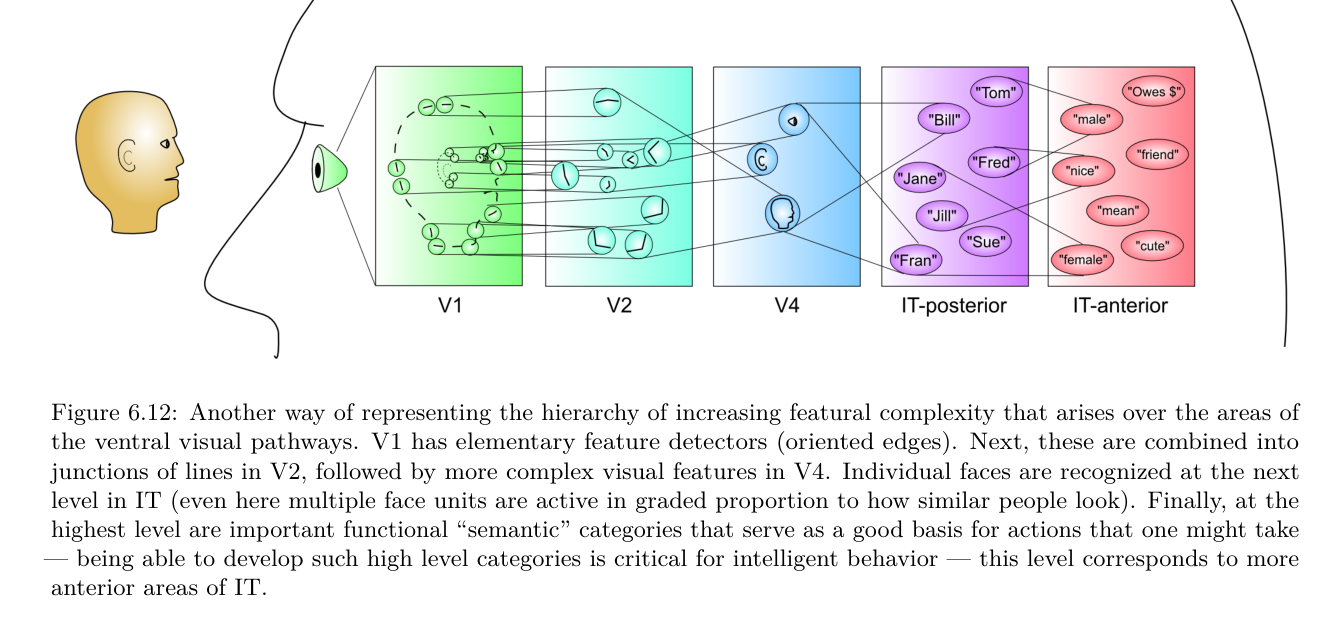 "Tom"
"Owes $"
"Bill"
"male"
"Fred"
"friend"
"nice"
"Jane"
"Jill"
"mean"
"Sue"
"cute"
"Fran"
"female"
V1
V2
V4
IT-posterior
IT-anterior
Figure 6.12: Another way of representing the hierarchy of increasing featural complexity that arises over the areas of
the ventral visual pathways. V1 has elementary feature detectors (oriented edges). Next, these are combined into
junctions of lines in V2, followed by more complex visual features in V4. Individual faces are recognized at the next
level in IT (even here multiple face units are active in graded proportion to how similar people look). Finally, at the
highest level are important functional “semantic” categories that serve as a good basis for actions that one might take
— being able to develop such high level categories is critical for intelligent behavior — this level corresponds to more
anterior areas of IT.